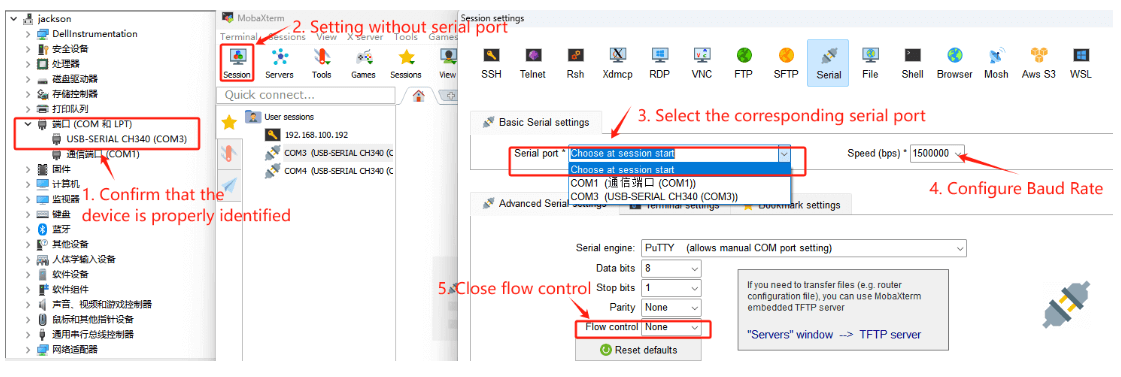 jackson
DellInstrumentation
安全设备
处理器
磁盘驱动器
存储控制器
打印队列
端口 (COM 和 LPT)
USB-SERIAL CH340 (COM3)
通信端口 (COM1)
固件
计算机
监视器
键盘
蓝牙
其他设备
人体学输入设备
软件设备
软件组件
声音、视频和游戏控制器
鼠标和其他指针设备
通用串行总线控制器
网络适配器
1. Confirm that the
device is properly identified
MobaXterm
2. Setting without serial port
Terminal Sessions View X server Tools Games
Session Servers Tools Games Sessions View
Quick connect...
User sessions
192.168.100.192
COM3 (USB-SERIAL CH340 (C
COM4 (USB-SERIAL CH340 (C
Session settings
SSH Telnet Rsh Xdmcp RDP VNC FTP SFTP Serial File Shell Browser Mosh Aws S3 WSL
3. Select the corresponding serial port
Basic Serial settings
Serial port * Choose at session start
Speed (bps) * 1500000
Choose at session start
COM1 (通信端口 (COM1))
COM3 (USB-SERIAL CH340 (COM3))
4. Configure Baud Rate
Advanced Serial settings
Terminal settings
Bookmark settings
Serial engine: PuTTY (allows manual COM port setting)
Data bits 8
5.Close flow control
Stop bits 1
Parity None
Flow control None
Reset defaults
If you need to transfer files (e.g. router
configuration file), you can use MobaXterm
embedded TFTP server
"Servers" window --> TFTP server